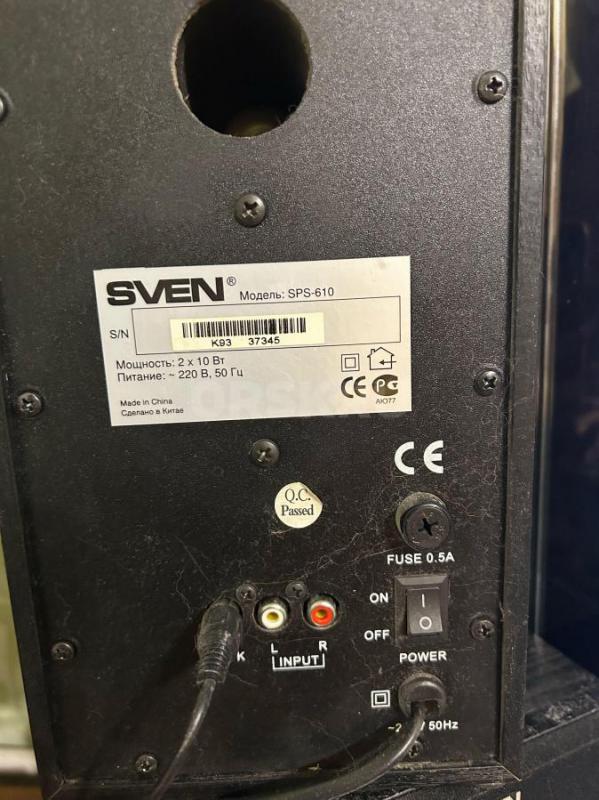 SVEN® Модель: SPS-610
S/N
K93 37345
Мощность: 2 x 10 Вт
Питание: ~ 220 В, 50 Гц
Made in China
Сделано в Китае
CE РС
АЮ77
CE
Q.C.
Passed
FUSE 0.5A
ON
I
O
OFF
POWER
K L R
INPUT
50Hz